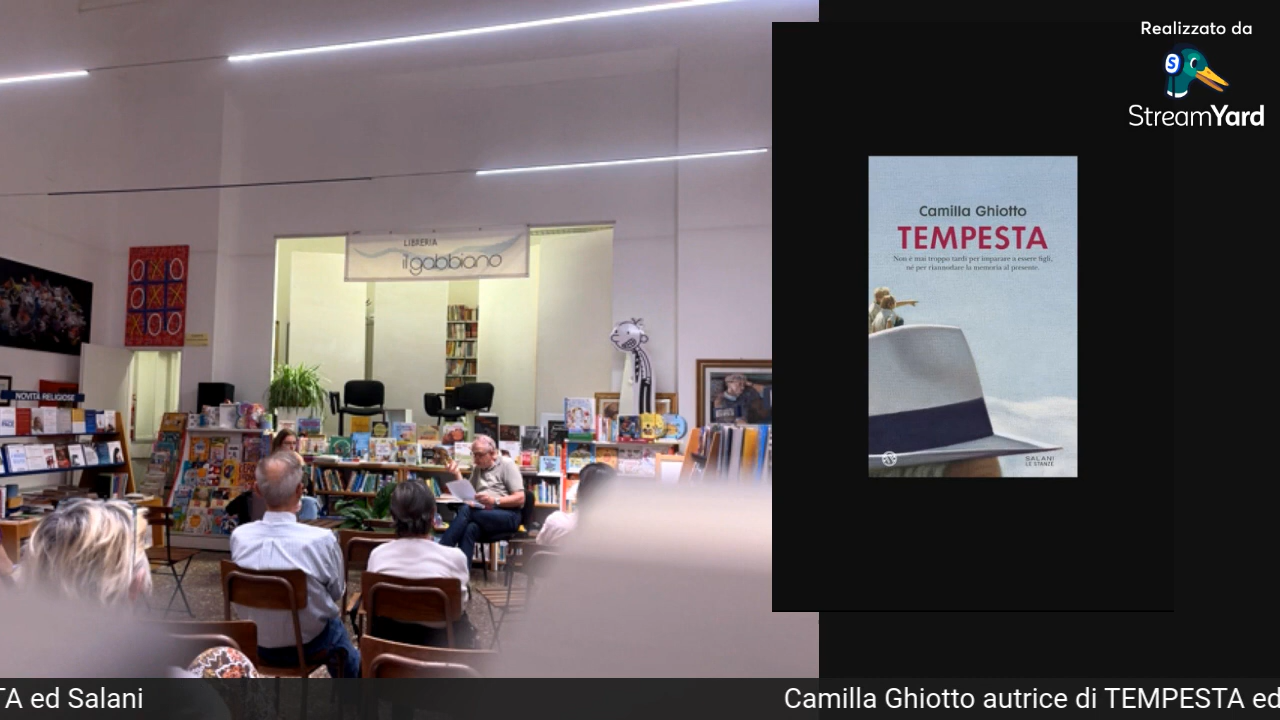 Realizzato da
StreamYard
Camilla Ghiotto
TEMPESTA
Non è mai troppo tardi per imparare a essere figli,
né per riannodare la memoria al presente.
SALANI
LE STANZE
LIBRERIA
il gabbiano
NOVITÀ RELIGIOSE
TA ed Salani
Camilla Ghiotto autrice di TEMPESTA ed